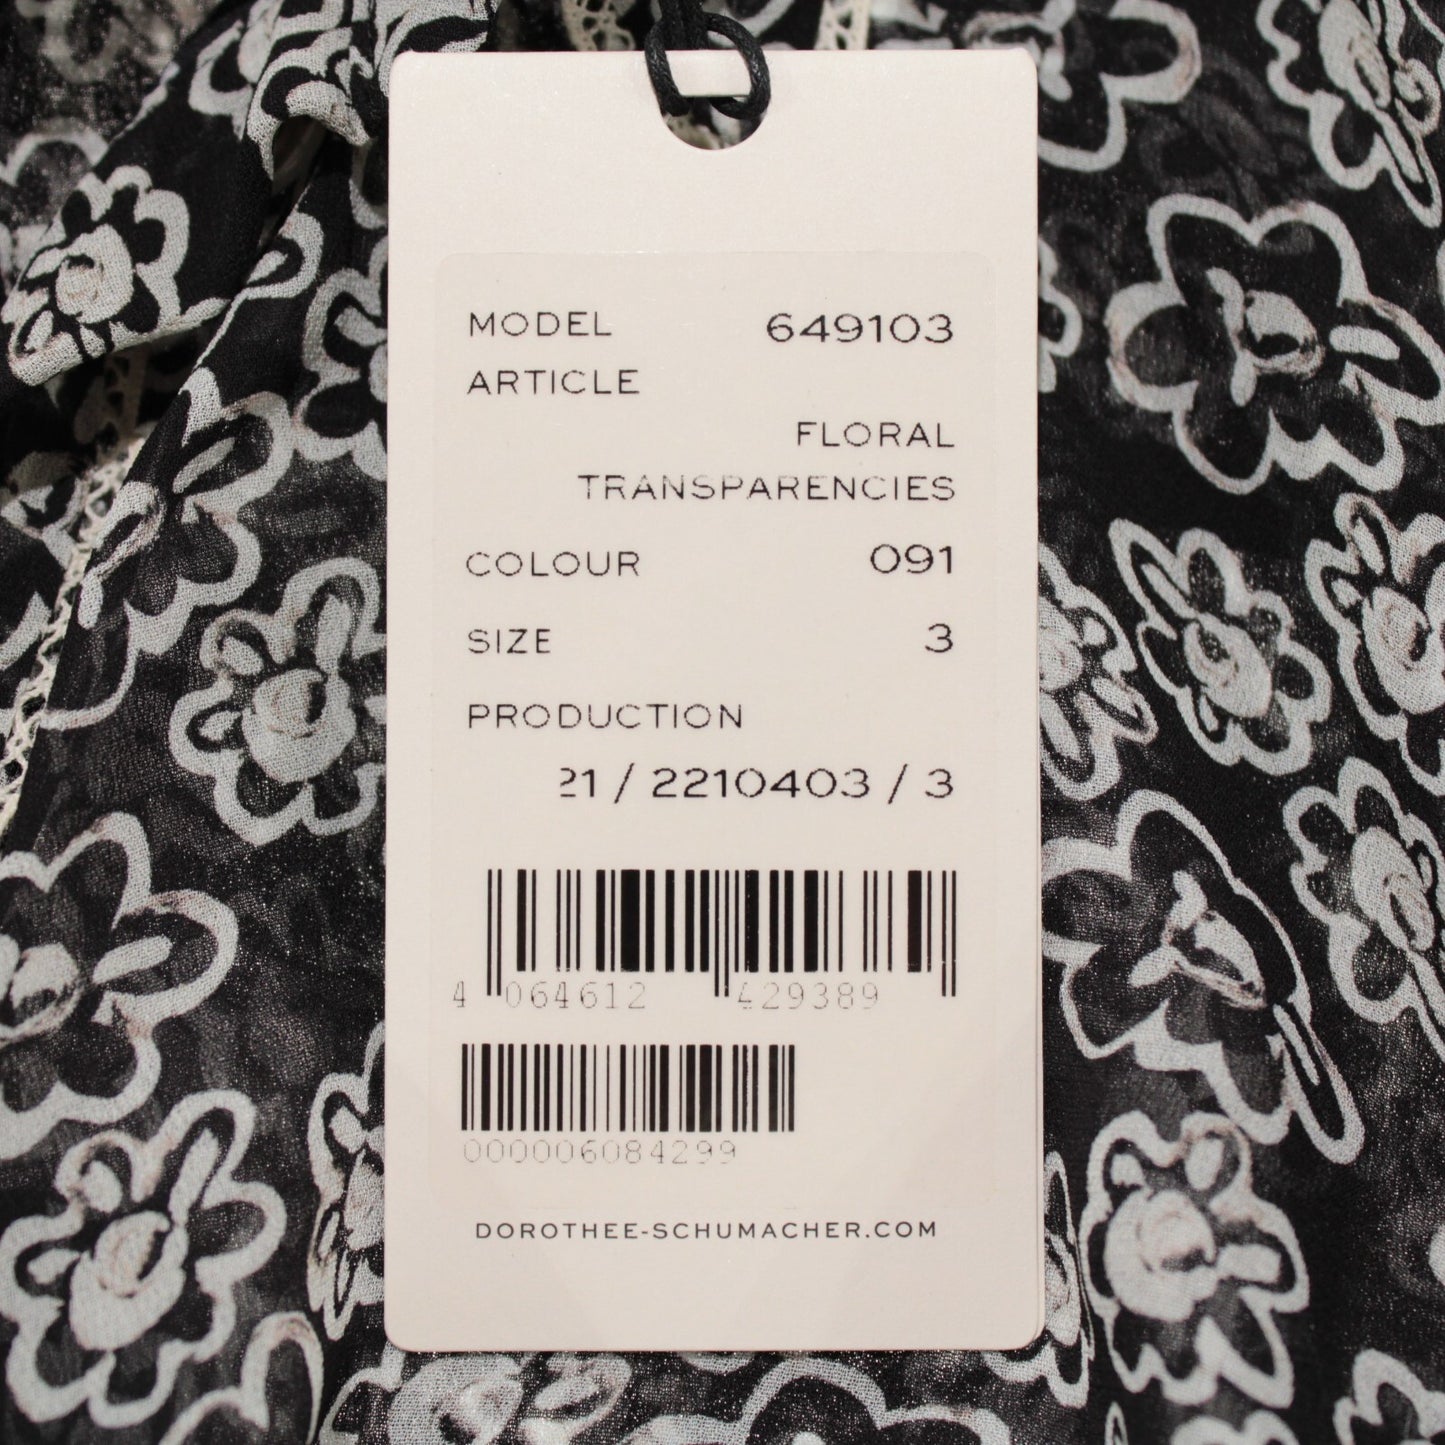 MODEL 649103
ARTICLE
FLORAL
TRANSPARENCIES
COLOUR 091
SIZE 3
PRODUCTION
21 / 2210403 / 3
4 064612 429389
000006084299
DOROTHEE-SCHUMACHER.COM